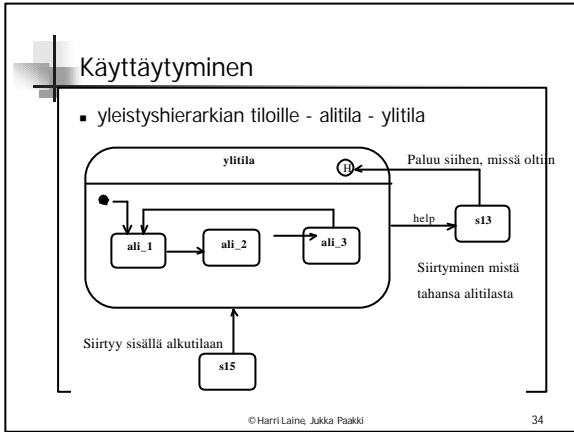 Käyttäytyminen
▪ yleistyshierarkian tiloille - alitila - ylitila
ylitila
H
Paluu siihen, missä oltiin
help
s13
ali_1
ali_2
ali_3
Siirtyminen mistä
tahansa alitilasta
Siirtyy sisällä alkutilaan
s15
© Harri Laine, Jukka Paakki
34